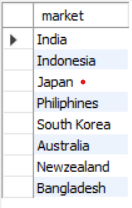 market
India
Indonesia
Japan
Philiphines
South Korea
Australia
Newzealand
Bangladesh